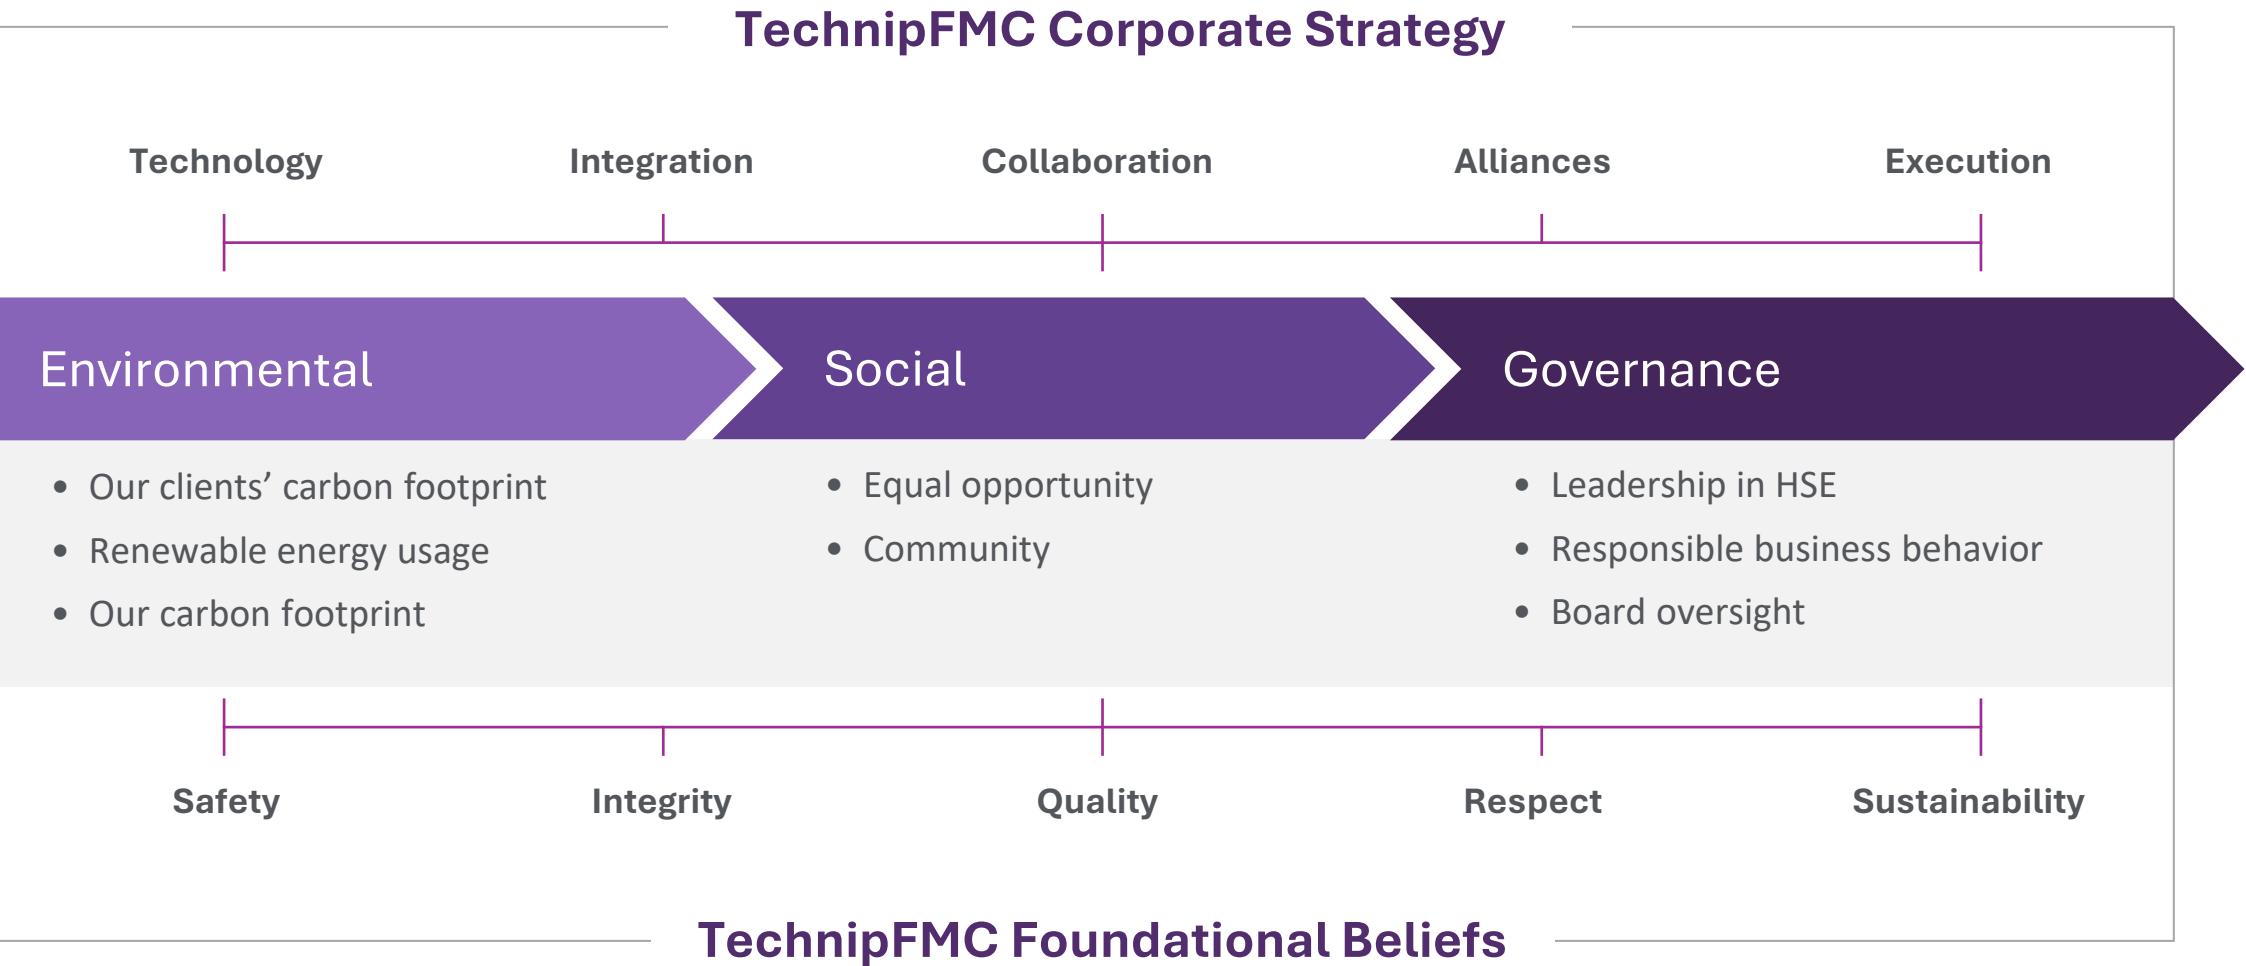 TechnipFMC Corporate Strategy
Technology
Integration
Collaboration
Alliances
Execution
Environmental
• Our clients’ carbon footprint
• Renewable energy usage
• Our carbon footprint
Social
• Equal opportunity
• Community
Governance
• Leadership in HSE
• Responsible business behavior
• Board oversight
Safety
Integrity
Quality
Respect
Sustainability
TechnipFMC Foundational Beliefs